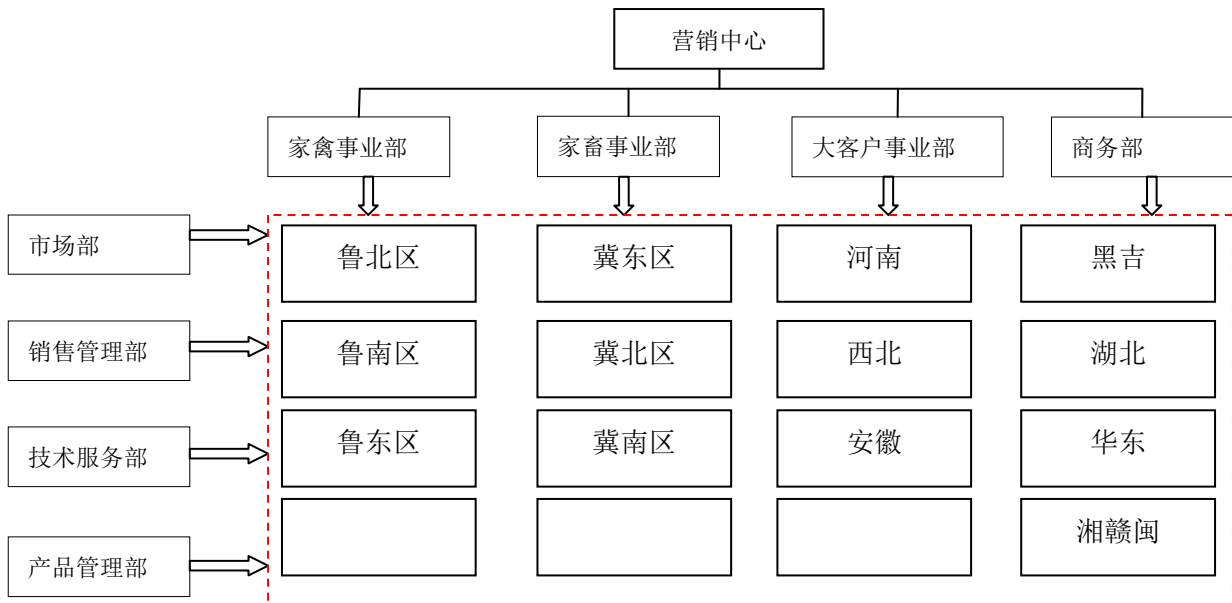 营销中心
家禽事业部
家畜事业部
大客户事业部
商务部
市场部
鲁北区
冀东区
河南
黑吉
销售管理部
鲁南区
冀北区
西北
湖北
技术服务部
鲁东区
冀南区
安徽
华东
湘赣闽
产品管理部